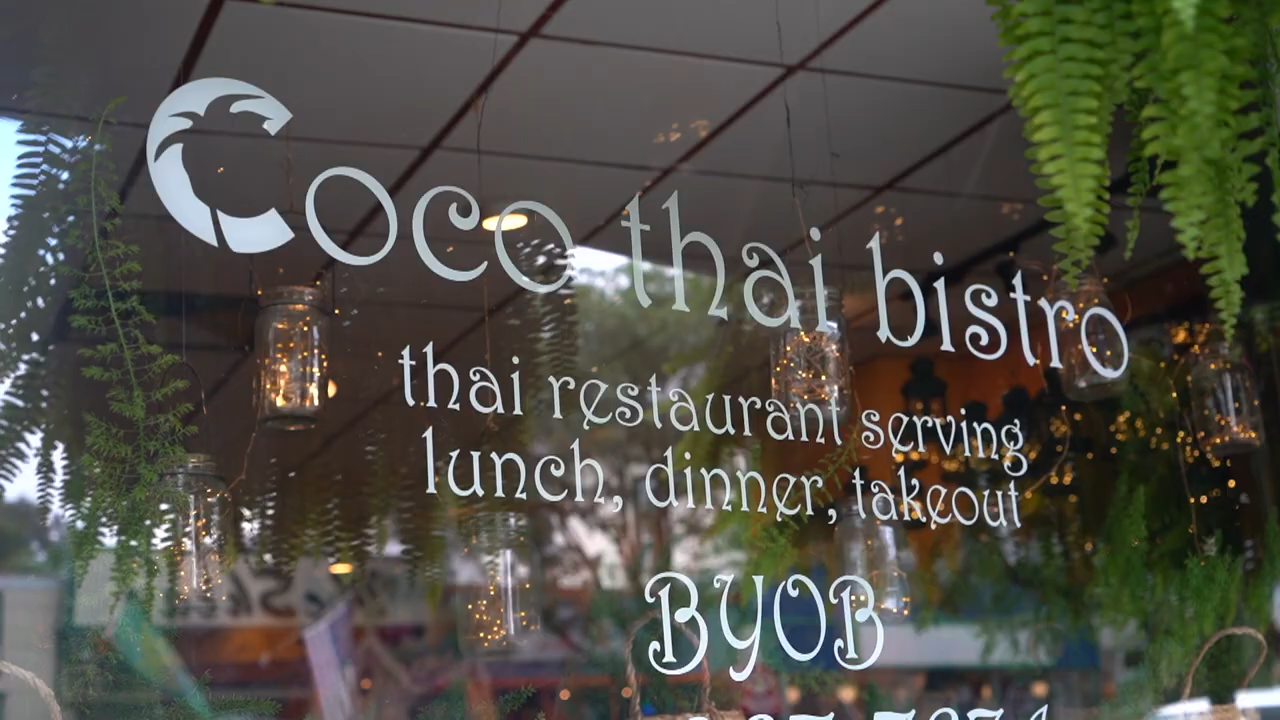 Coco thai bistro
thai restaurant serving
lunch, dinner, takeout
BYOB